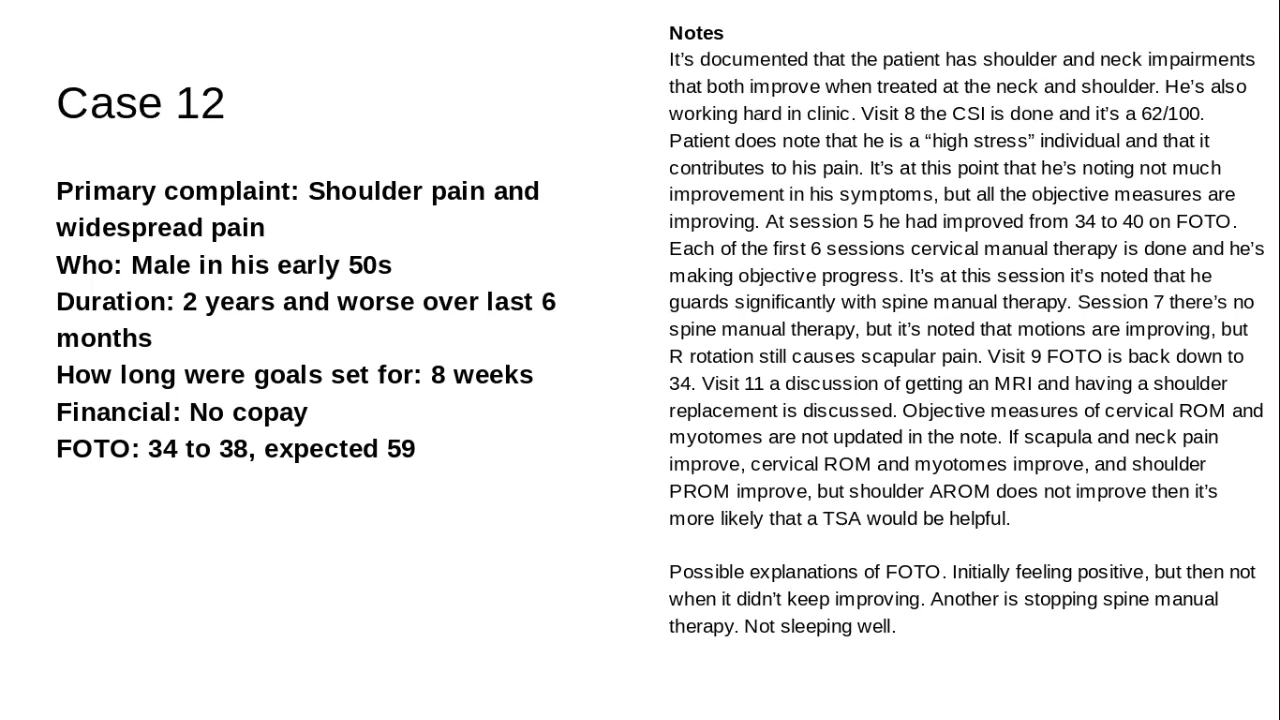 Case 12
Primary complaint: Shoulder pain and
widespread pain
Who: Male in his early 50s
Duration: 2 years and worse over last 6
months
How long were goals set for: 8 weeks
Financial: No copay
FOTO: 34 to 38, expected 59
Notes
It’s documented that the patient has shoulder and neck impairments
that both improve when treated at the neck and shoulder. He’s also
working hard in clinic. Visit 8 the CSI is done and it’s a 62/100.
Patient does note that he is a “high stress” individual and that it
contributes to his pain. It’s at this point that he’s noting not much
improvement in his symptoms, but all the objective measures are
improving. At session 5 he had improved from 34 to 40 on FOTO.
Each of the first 6 sessions cervical manual therapy is done and he’s
making objective progress. It’s at this session it’s noted that he
guards significantly with spine manual therapy. Session 7 there’s no
spine manual therapy, but it’s noted that motions are improving, but
R rotation still causes scapular pain. Visit 9 FOTO is back down to
34. Visit 11 a discussion of getting an MRI and having a shoulder
replacement is discussed. Objective measures of cervical ROM and
myotomes are not updated in the note. If scapula and neck pain
improve, cervical ROM and myotomes improve, and shoulder
PROM improve, but shoulder AROM does not improve then it’s
more likely that a TSA would be helpful.
Possible explanations of FOTO. Initially feeling positive, but then not
when it didn’t keep improving. Another is stopping spine manual
therapy. Not sleeping well.